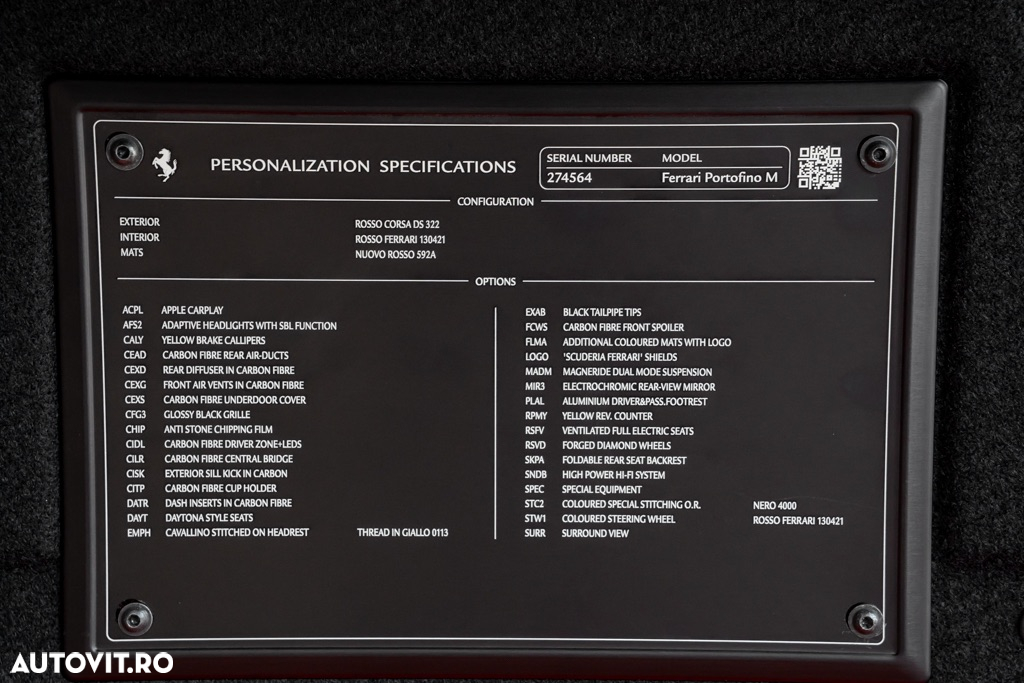 PERSONALIZATION SPECIFICATIONS
SERIAL NUMBER MODEL
274564 Ferrari Portofino M
CONFIGURATION
EXTERIOR ROSSO CORSA DS 322
INTERIOR ROSSO FERRARI 130421
MATS NUOVO ROSSO 592A
OPTIONS
ACPL APPLE CARPLAY
AFS2 ADAPTIVE HEADLIGHTS WITH SBL FUNCTION
CALY YELLOW BRAKE CALLIPERS
CEAD CARBON FIBRE REAR AIR-DUCTS
CEXD REAR DIFFUSER IN CARBON FIBRE
CEXG FRONT AIR VENTS IN CARBON FIBRE
CEXS CARBON FIBRE UNDERDOOR COVER
CFG3 GLOSSY BLACK GRILLE
CHIP ANTI STONE CHIPPING FILM
CIDL CARBON FIBRE DRIVER ZONE+LEDS
CILR CARBON FIBRE CENTRAL BRIDGE
CISK EXTERIOR SILL KICK IN CARBON
CITP CARBON FIBRE CUP HOLDER
DATR DASH INSERTS IN CARBON FIBRE
DAYT DAYTONA STYLE SEATS
EMPH CAVALLINO STITCHED ON HEADREST THREAD IN GIALLO 0113
EXAB BLACK TAILPIPE TIPS
FCWS CARBON FIBRE FRONT SPOILER
FLMA ADDITIONAL COLOURED MATS WITH LOGO
LOGO 'SCUDERIA FERRARI' SHIELDS
MADM MAGNERIDE DUAL MODE SUSPENSION
MIR3 ELECTROCHROMIC REAR-VIEW MIRROR
PLAL ALUMINIUM DRIVER&PASS.FOOTREST
RPMY YELLOW REV. COUNTER
RSFV VENTILATED FULL ELECTRIC SEATS
RSVD FORGED DIAMOND WHEELS
SKPA FOLDABLE REAR SEAT BACKREST
SNDB HIGH POWER HI-FI SYSTEM
SPEC SPECIAL EQUIPMENT
STC2 COLOURED SPECIAL STITCHING O.R. NERO 4000
STW1 COLOURED STEERING WHEEL ROSSO FERRARI 130421
SURR SURROUND VIEW
AUTOVIT.RO